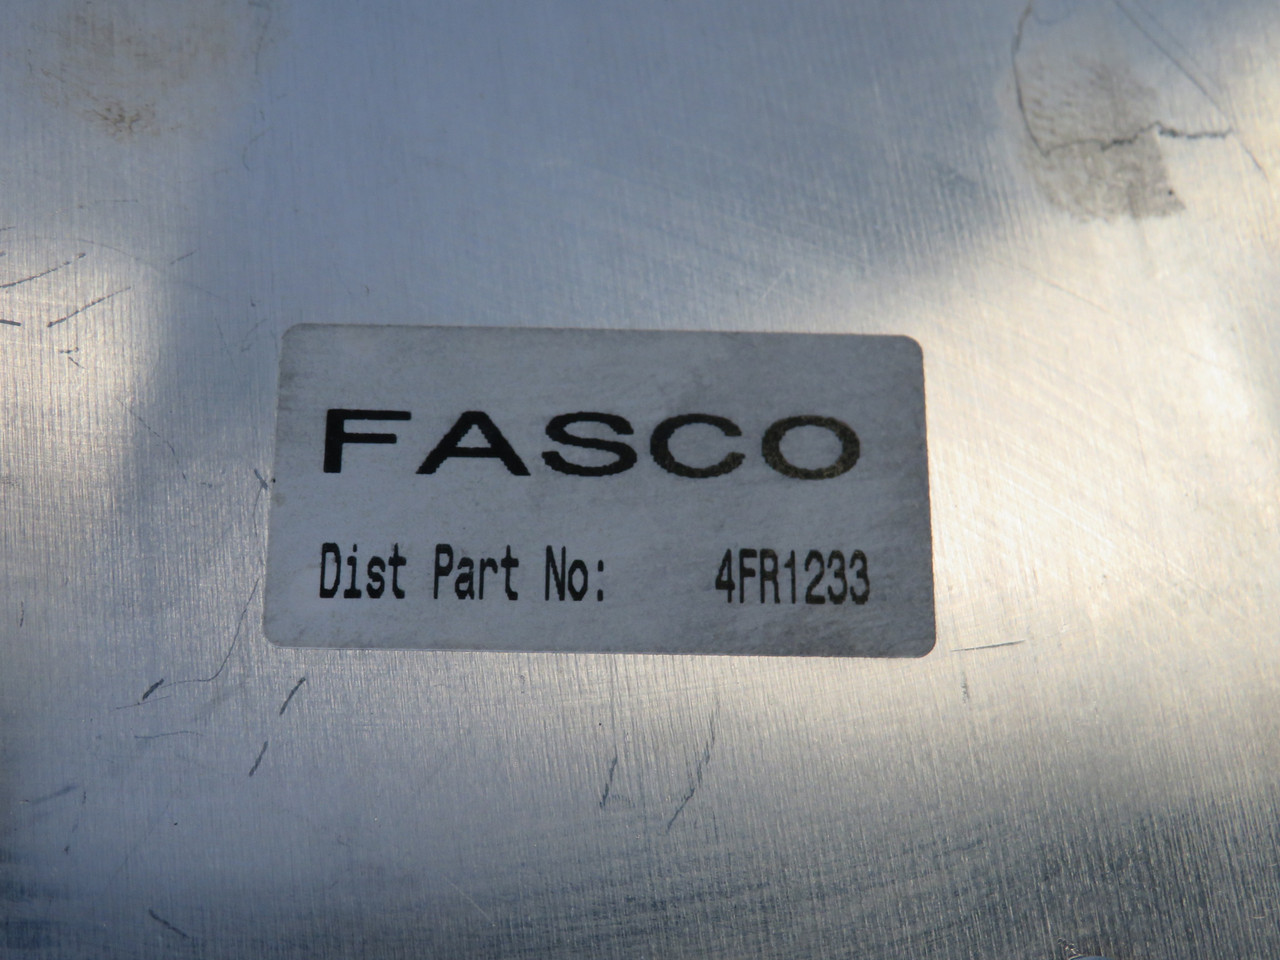 FASCO
Dist Part No: 4FR1233